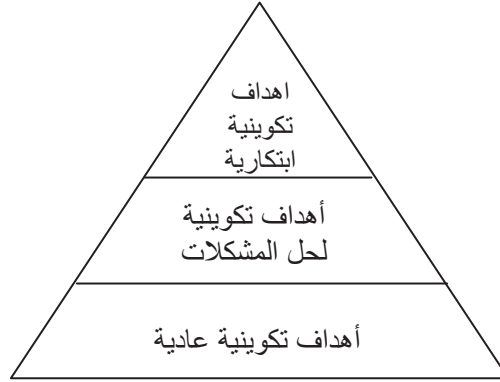 اهداف
تكوينية
ابتكارية
أهداف تكوينية
لحل المشكلات
أهداف تكوينية عادية